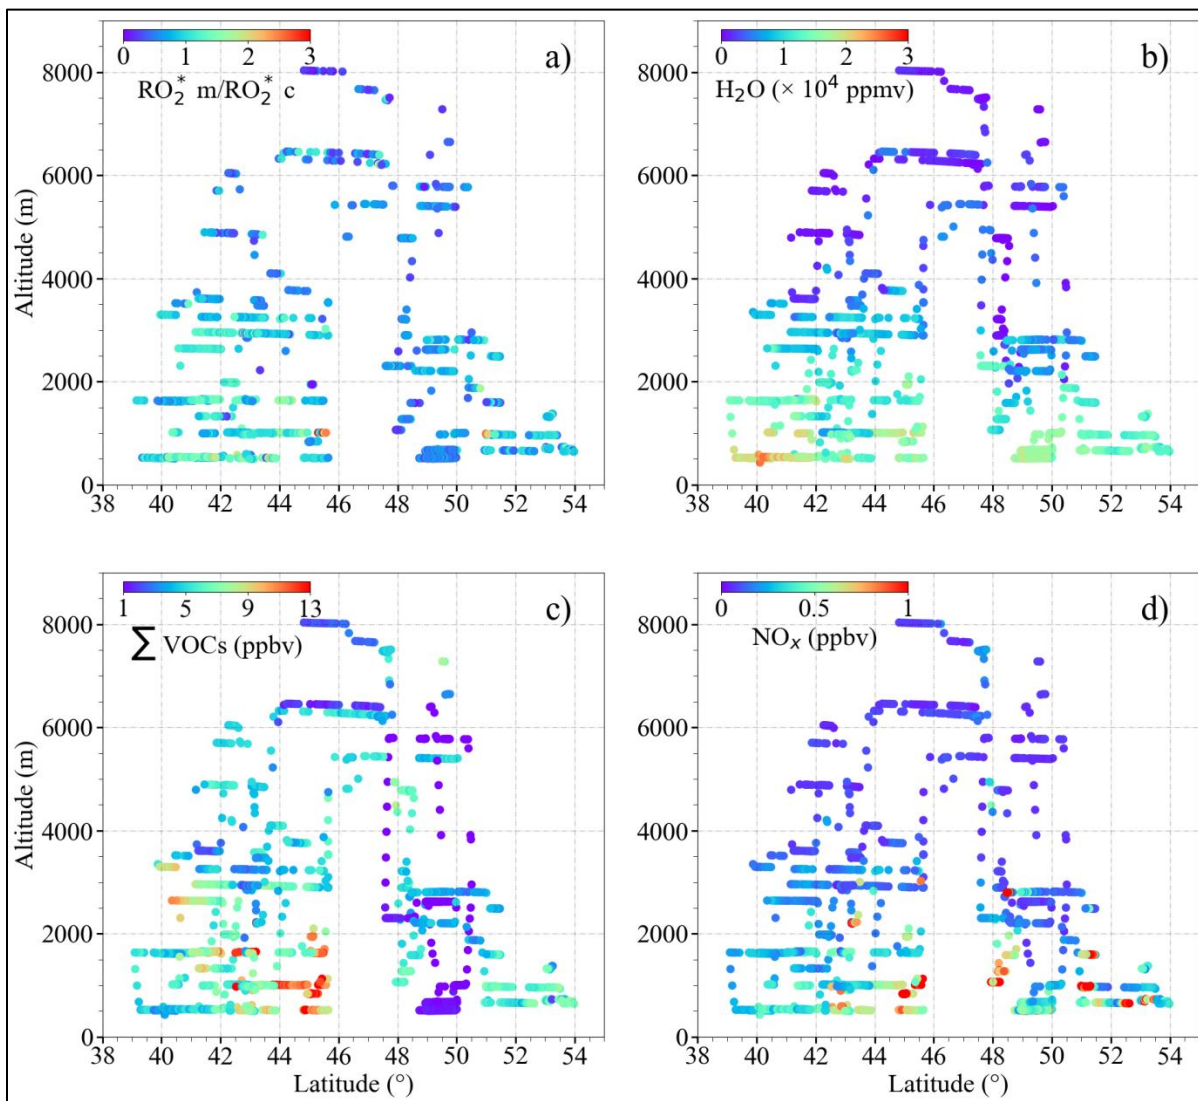 0 1 2 3
RO₂* m/RO₂* c
a)
8000
6000
4000
2000
0
Altitude (m)
38 40 42 44 46 48 50 52 54
0 1 2 3
H₂O (× 10⁴ ppmv)
b)
8000
6000
4000
2000
0
38 40 42 44 46 48 50 52 54
1 5 9 13
∑ VOCs (ppbv)
c)
8000
6000
4000
2000
0
Altitude (m)
38 40 42 44 46 48 50 52 54
Latitude (°)
0 0.5 1
NOₓ (ppbv)
d)
8000
6000
4000
2000
0
38 40 42 44 46 48 50 52 54
Latitude (°)